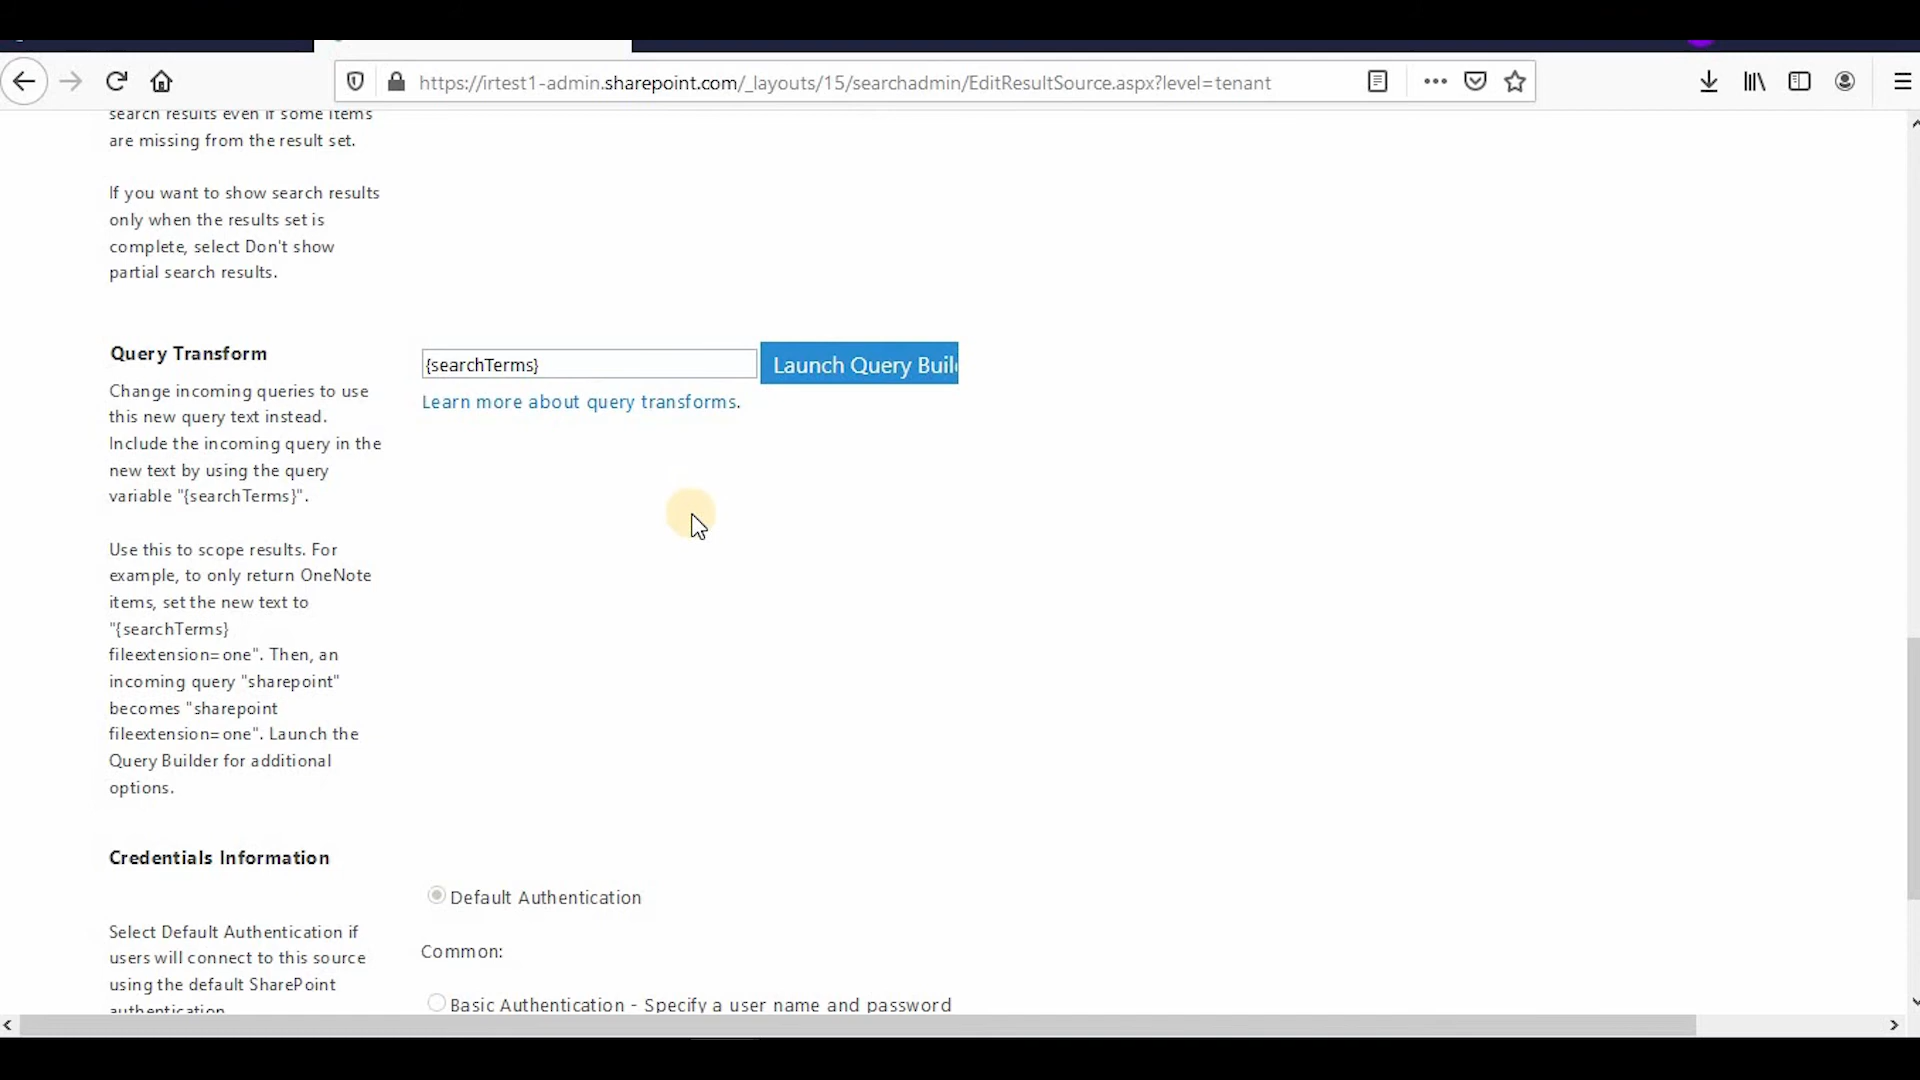 https://irtest1-admin.sharepoint.com/_layouts/15/searchadmin/EditResultSource.aspx?level=tenant
search results even if some items
are missing from the result set.
If you want to show search results
only when the results set is
complete, select Don't show
partial search results.
Query Transform
Change incoming queries to use
this new query text instead.
Include the incoming query in the
new text by using the query
variable "{searchTerms}".
Use this to scope results. For
example, to only return OneNote
items, set the new text to
"{searchTerms}
fileextension=one". Then, an
incoming query "sharepoint"
becomes "sharepoint
fileextension=one". Launch the
Query Builder for additional
options.
{searchTerms}
Launch Query Buil
Learn more about query transforms.
Credentials Information
Select Default Authentication if
users will connect to this source
using the default SharePoint
authentication
Default Authentication
Common:
Basic Authentication - Specify a user name and password